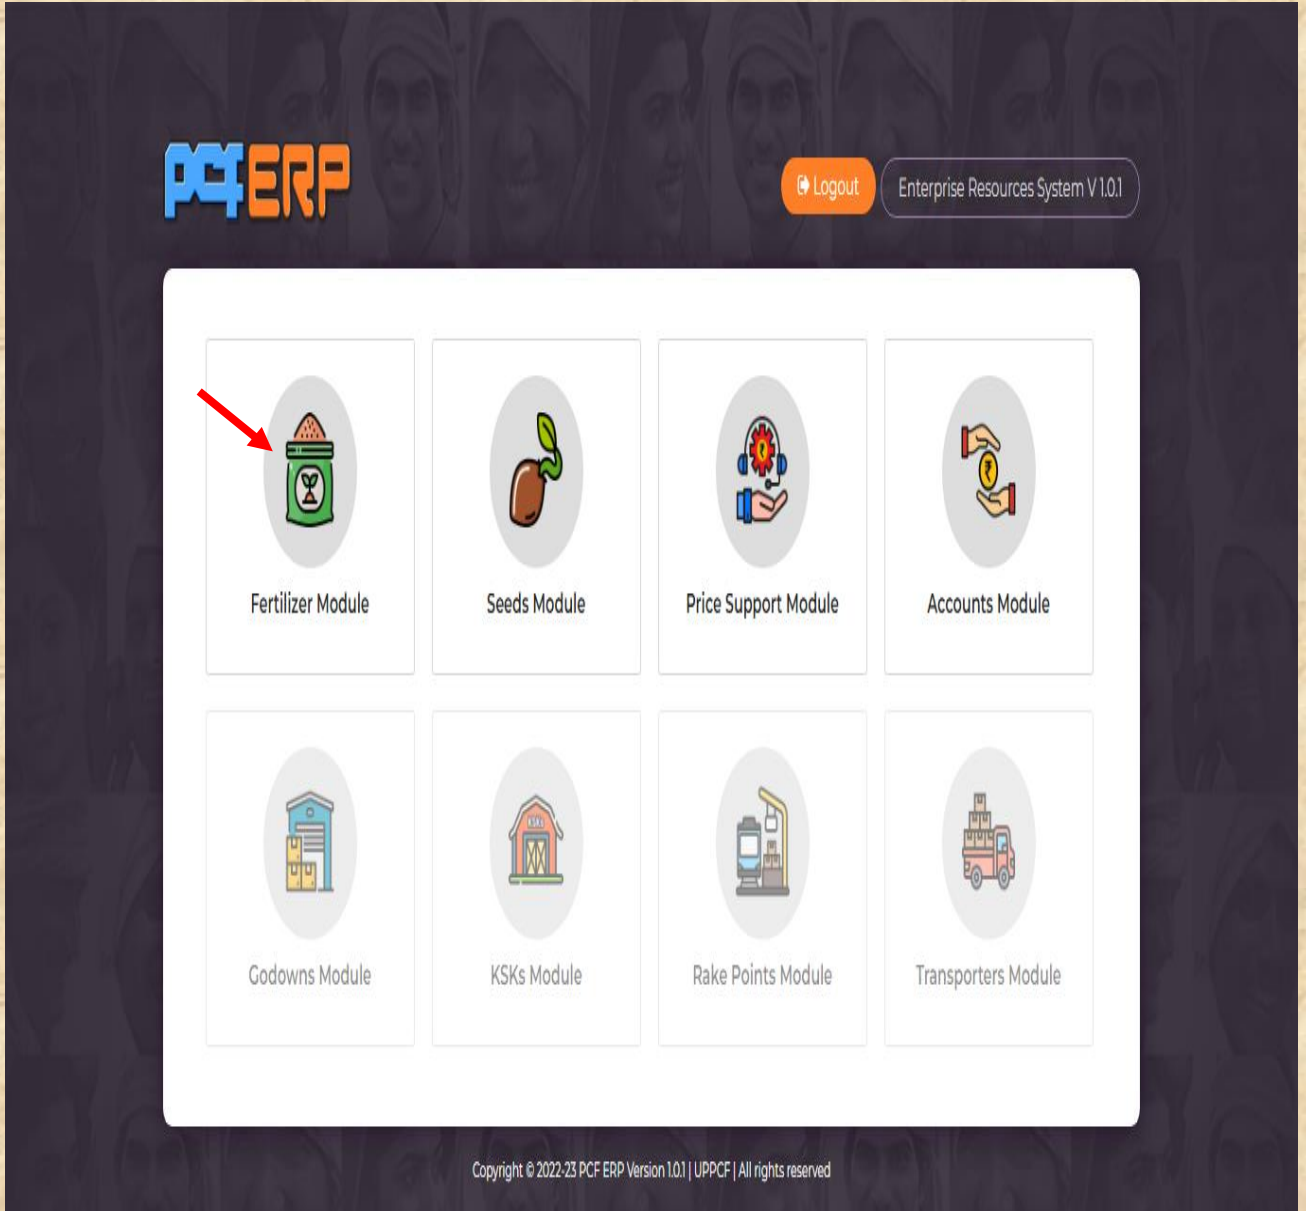 PCF ERP
Logout
Enterprise Resources System V 1.0.1
₹
₹
Fertilizer Module
Seeds Module
Price Support Module
Accounts Module
KSKs
Godowns Module
KSKs Module
Rake Points Module
Transporters Module
Copyright © 2022-23 PCF ERP Version 1.0.1 | UPPCF | All rights reserved